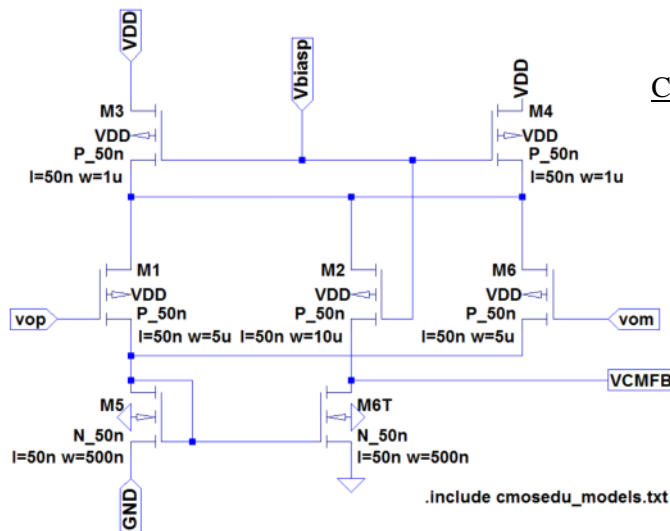 VDD
Vbiasp
VDD
C
M3
M4
VDD
VDD
P_50n
P_50n
l=50n w=1u
l=50n w=1u
M1
M2
M6
VDD
VDD
VDD
vop
vom
P_50n
P_50n
P_50n
l=50n w=5u
l=50n w=10u
l=50n w=5u
VCMFB
M5
M6T
N_50n
N_50n
l=50n w=500n
l=50n w=500n
GND
.include cmosedu_models.txt